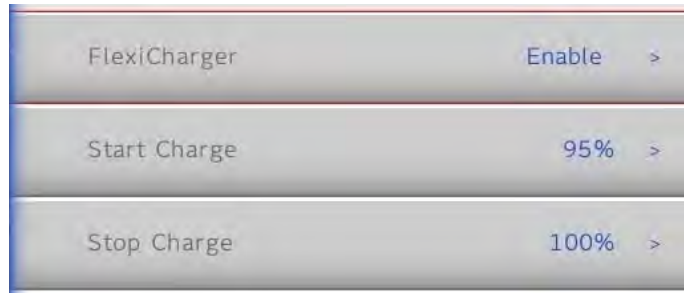 FlexiCharger Enable >
Start Charge 95% >
Stop Charge 100% >